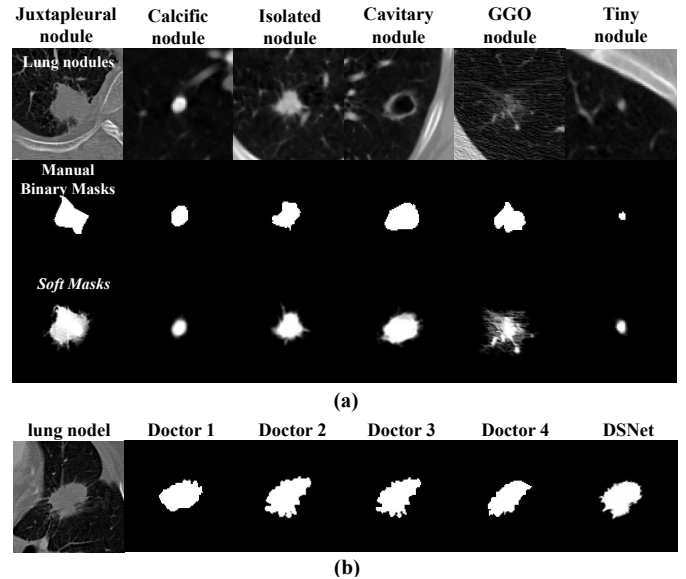 Juxtapleural Calcific Isolated Cavitary GGO Tiny
nodule nodule nodule nodule nodule nodule
Lung nodules
Manual
Binary Masks
Soft Masks
(a)
lung nodel Doctor 1 Doctor 2 Doctor 3 Doctor 4 DSNet
(b)